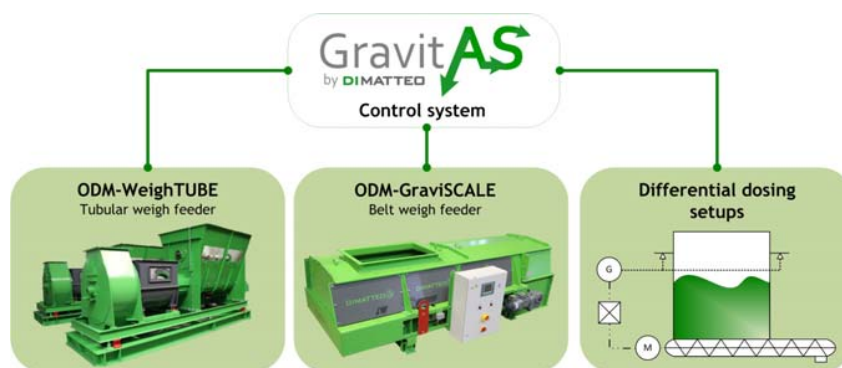 GravitAS
by DIMATTEO
Control system
ODM-WeighTUBE
Tubular weigh feeder
ODM-GraviSCALE
Belt weigh feeder
Differential dosing
setups
DIMATTEO
G
M